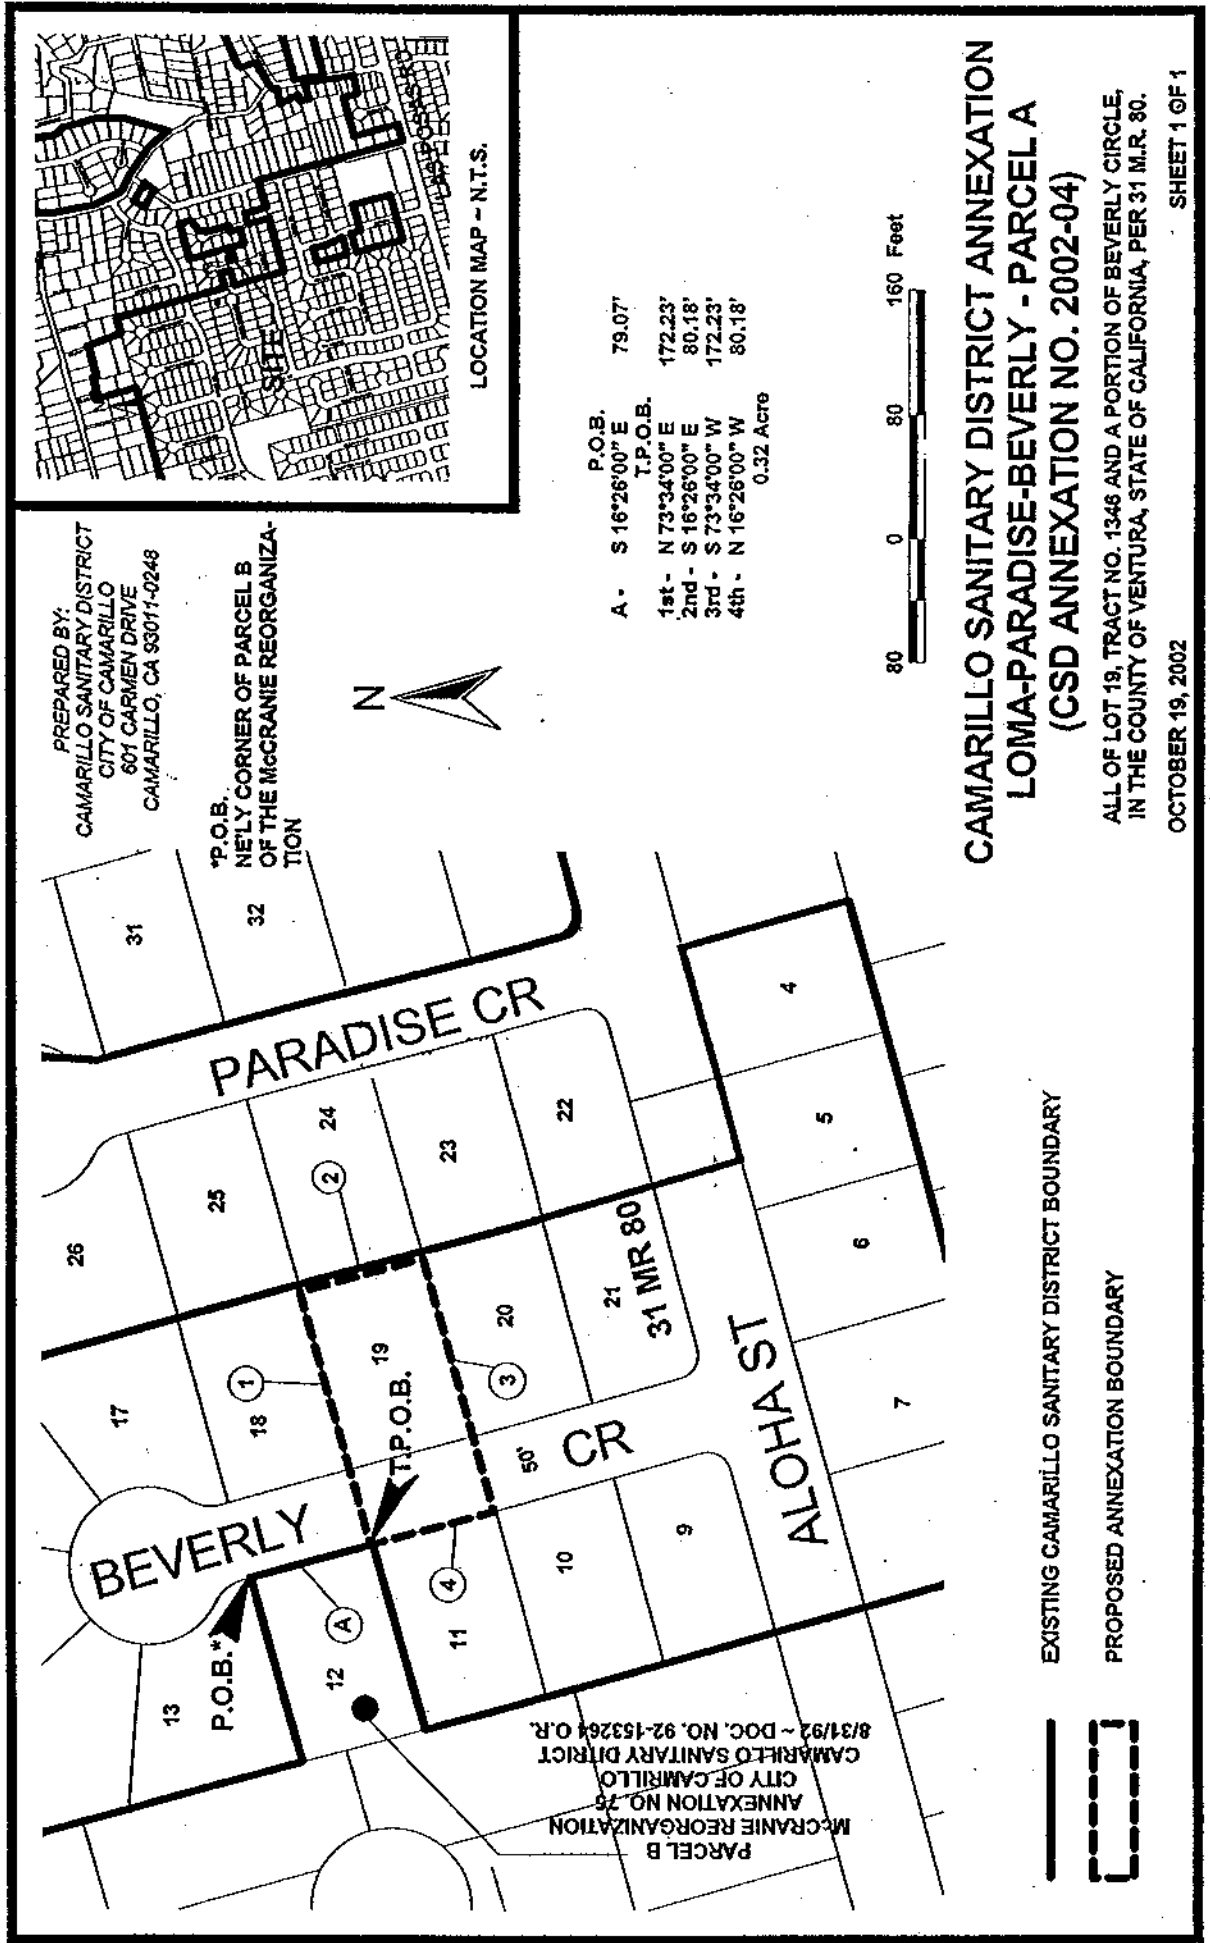 PREPARED BY:
CAMARILLO SANITARY DISTRICT
CITY OF CAMARILLO
601 CARMEN DRIVE
CAMARILLO, CA 93011-0248
*P.O.B.
NE'LY CORNER OF PARCEL B
OF THE McCRANIE REORGANIZA-
TION
N
SITE
LAS POSAS RD
LOCATION MAP ~ N.T.S.
P.O.B.
A - S 16°26'00" E 79.07'
T.P.O.B.
1st - N 73°34'00" E 172.23'
2nd - S 16°26'00" E 80.18'
3rd - S 73°34'00" W 172.23'
4th - N 16°26'00" W 80.18'
0.32 Acre
80 0 80 160 Feet
31
32
PARADISE CR
26
25
24
2
23
22
17
18
1
19
20
3
21
31 MR 80
T.P.O.B.
BEVERLY
CR
50'
P.O.B.*
13
12
A
11
4
10
9
ALOHA ST
4
5
6
7
PARCEL B
McCRANIE REORGANIZATION
ANNEXATION NO. 75
CITY OF CAMRILLO
CAMARILLO SANITARY DITRICT
8/31/92 ~ DOC. NO. 92-153264 O.R.
EXISTING CAMARILLO SANITARY DISTRICT BOUNDARY
PROPOSED ANNEXATION BOUNDARY
CAMARILLO SANITARY DISTRICT ANNEXATION
LOMA-PARADISE-BEVERLY - PARCEL A
(CSD ANNEXATION NO. 2002-04)
ALL OF LOT 19, TRACT NO. 1346 AND A PORTION OF BEVERLY CIRCLE,
IN THE COUNTY OF VENTURA, STATE OF CALIFORNIA, PER 31 M.R. 80.
OCTOBER 19, 2002
SHEET 1 OF 1